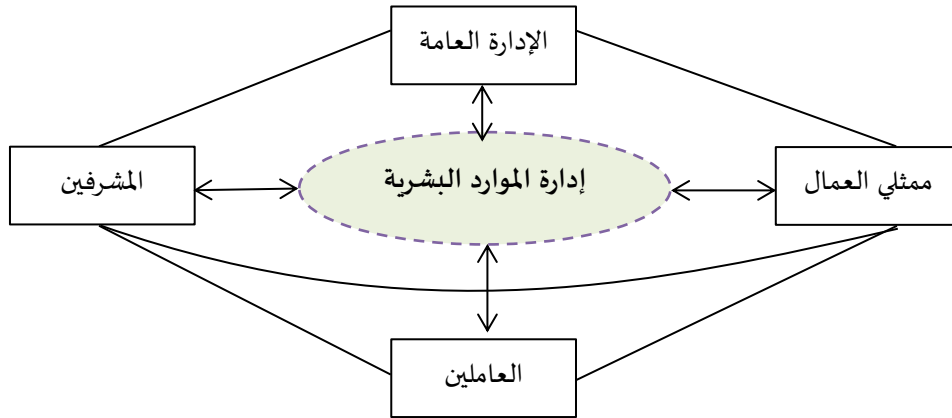 الإدارة العامة
ممثلي العمال
إدارة الموارد البشرية
المشرفين
العاملين